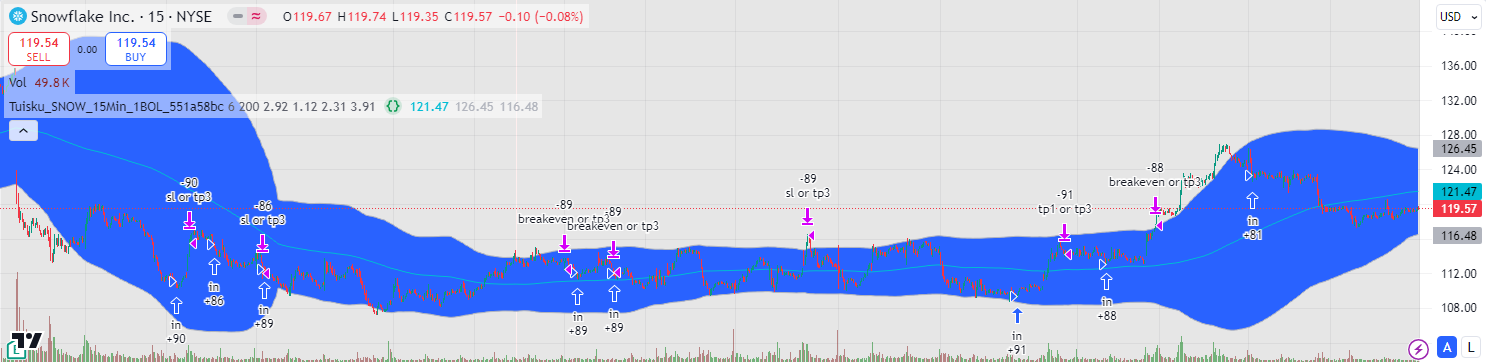 Snowflake Inc. · 15 · NYSE
O119.67 H119.74 L119.35 C119.57 −0.10 (−0.08%)
USD
119.54
SELL
0.00
119.54
BUY
Vol 49.8 K
Tuisku_SNOW_15Min_1BOL_551a58bc 6 200 2.92 1.12 2.31 3.91 {} 121.47 126.45 116.48
136.00
132.00
128.00
126.45
124.00
121.47
119.57
116.48
112.00
108.00
-90
sl or tp3
-86
sl or tp3
-89
breakeven or tp3
-89
breakeven or tp3
-89
sl or tp3
-91
tp1 or tp3
-88
breakeven or tp3
in
+90
in
+86
in
+89
in
+89
in
+89
in
+91
in
+88
in
+81
A
L